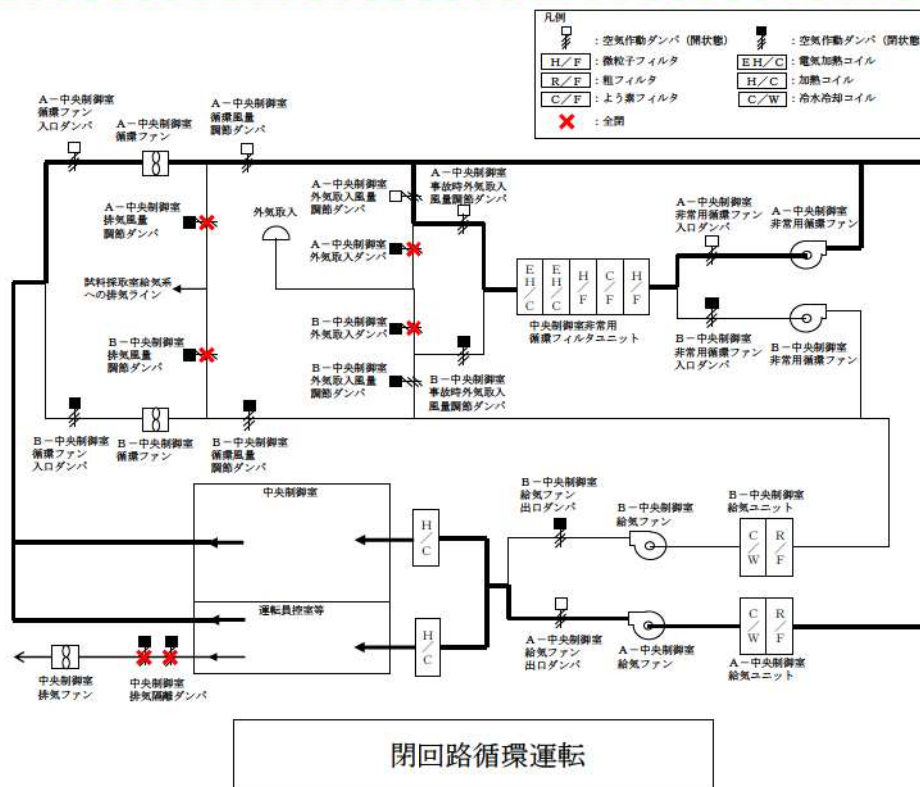 凡例
：空気作動ダンパ（開状態）
：空気作動ダンパ（閉状態）
H/F ：微粒子フィルタ
EH/C ：電気加熱コイル
R/F ：粗フィルタ
H/C ：加熱コイル
C/F ：よう素フィルタ
C/W ：冷水冷却コイル
：全閉
A－中央制御室
循環ファン
入口ダンパ
A－中央制御室
循環ファン
A－中央制御室
循環風量
調節ダンパ
A－中央制御室
排気風量
調節ダンパ
外気取入
A－中央制御室
外気取入風量
調節ダンパ
A－中央制御室
事故時外気取入
風量調節ダンパ
A－中央制御室
外気取入ダンパ
A－中央制御室
非常用循環ファン
入口ダンパ
A－中央制御室
非常用循環ファン
試料採取室給気系
への排気ライン
EH/C
EH/C
H/F
C/F
H/F
中央制御室非常用
循環フィルタユニット
B－中央制御室
排気風量
調節ダンパ
B－中央制御室
外気取入ダンパ
B－中央制御室
外気取入風量
調節ダンパ
B－中央制御室
事故時外気取入
風量調節ダンパ
B－中央制御室
非常用循環ファン
入口ダンパ
B－中央制御室
非常用循環ファン
B－中央制御室
循環ファン
入口ダンパ
B－中央制御室
循環ファン
B－中央制御室
循環風量
調節ダンパ
中央制御室
H/C
B－中央制御室
給気ファン
出口ダンパ
B－中央制御室
給気ファン
B－中央制御室
給気ユニット
C/W
R/F
運転員控室等
H/C
A－中央制御室
給気ファン
出口ダンパ
A－中央制御室
給気ファン
C/W
R/F
A－中央制御室
給気ユニット
中央制御室
排気ファン
中央制御室
排気隔離ダンパ
閉回路循環運転